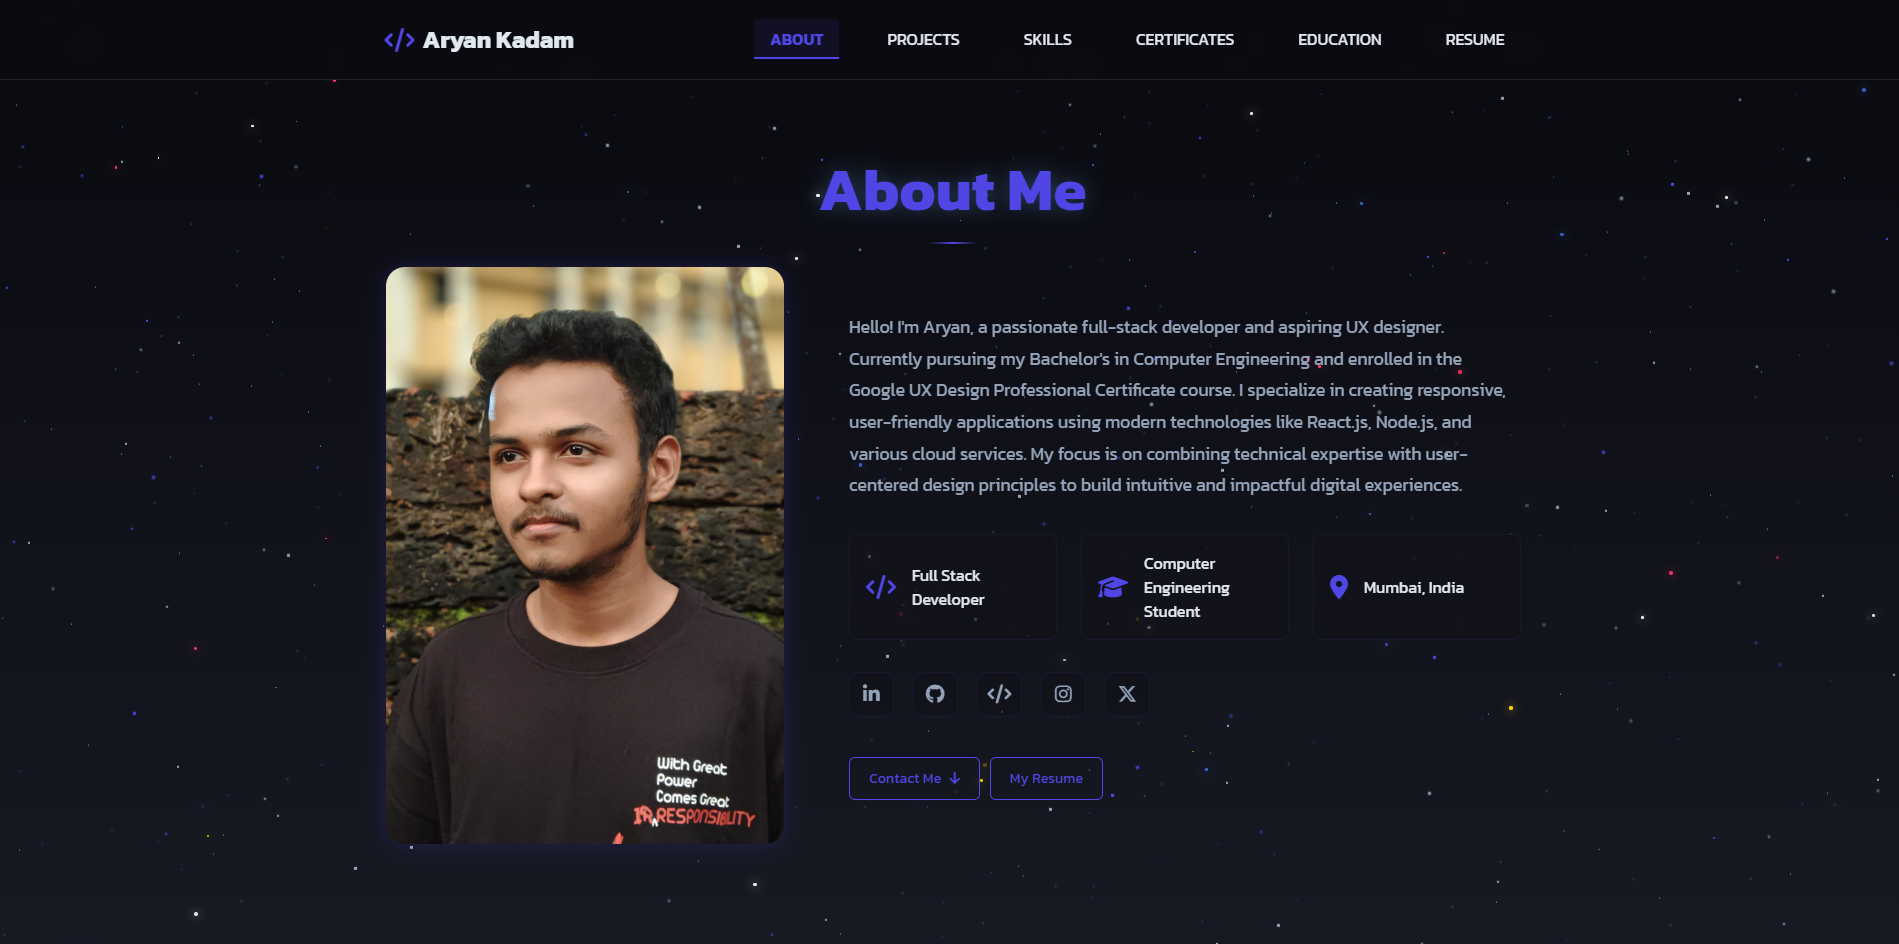 Aryan Kadam
ABOUT
PROJECTS
SKILLS
CERTIFICATES
EDUCATION
RESUME
About Me
Hello! I'm Aryan, a passionate full-stack developer and aspiring UX designer.
Currently pursuing my Bachelor's in Computer Engineering and enrolled in the
Google UX Design Professional Certificate course. I specialize in creating responsive,
user-friendly applications using modern technologies like React.js, Node.js, and
various cloud services. My focus is on combining technical expertise with user-
centered design principles to build intuitive and impactful digital experiences.
Full Stack
Developer
Computer
Engineering
Student
Mumbai, India
in
Contact Me
My Resume
With Great
Power
Comes Great
RESPONSIBILITY